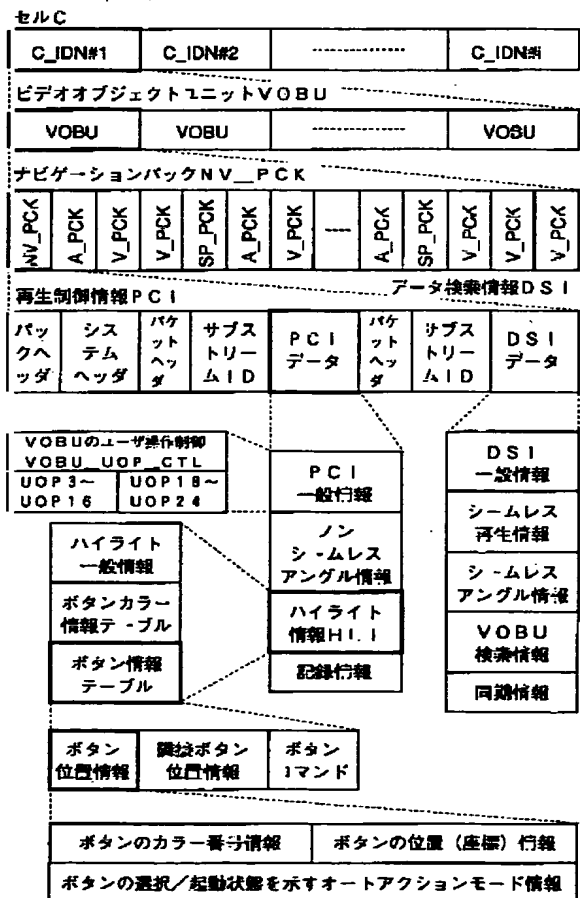 セルC
C_IDN#1 C_IDN#2 C_IDN#i
ビデオオブジェクトユニットVOBU
VOBU VOBU VOBU
ナビゲーションパックNV_PCK
NV_PCK A_PCK V_PCK V_PCK SP_PCK A_PCK V_PCK A_PCK SP_PCK V_PCK V_PCK V_PCK
再生制御情報PCI データ検索情報DSI
パッ シス パケ サブス PCI パケ サブス DSI
クヘ テムヘッダ ット トリー データ ット トリー データ
ッダ ヘッダ ムID ヘッダ ムID
VOBUのユーザ操作制御
VOBU_UOP_CTL
UOP3~ UOP18~
UOP16 UOP24
PCI
一般情報
ノン
シームレス
アングル情報
ハイライト
情報HLI
記録情報
DSI
一般情報
シームレス
再生情報
シームレス
アングル情報
VOBU
検索情報
同期情報
ハイライト
一般情報
ボタンカラー
情報テーブル
ボタン情報
テーブル
ボタン 隣接ボタン ボタン
位置情報 位置情報 コマンド
ボタンのカラー番号情報 ボタンの位置(座標)情報
ボタンの選択/起動状態を示すオートアクションモード情報